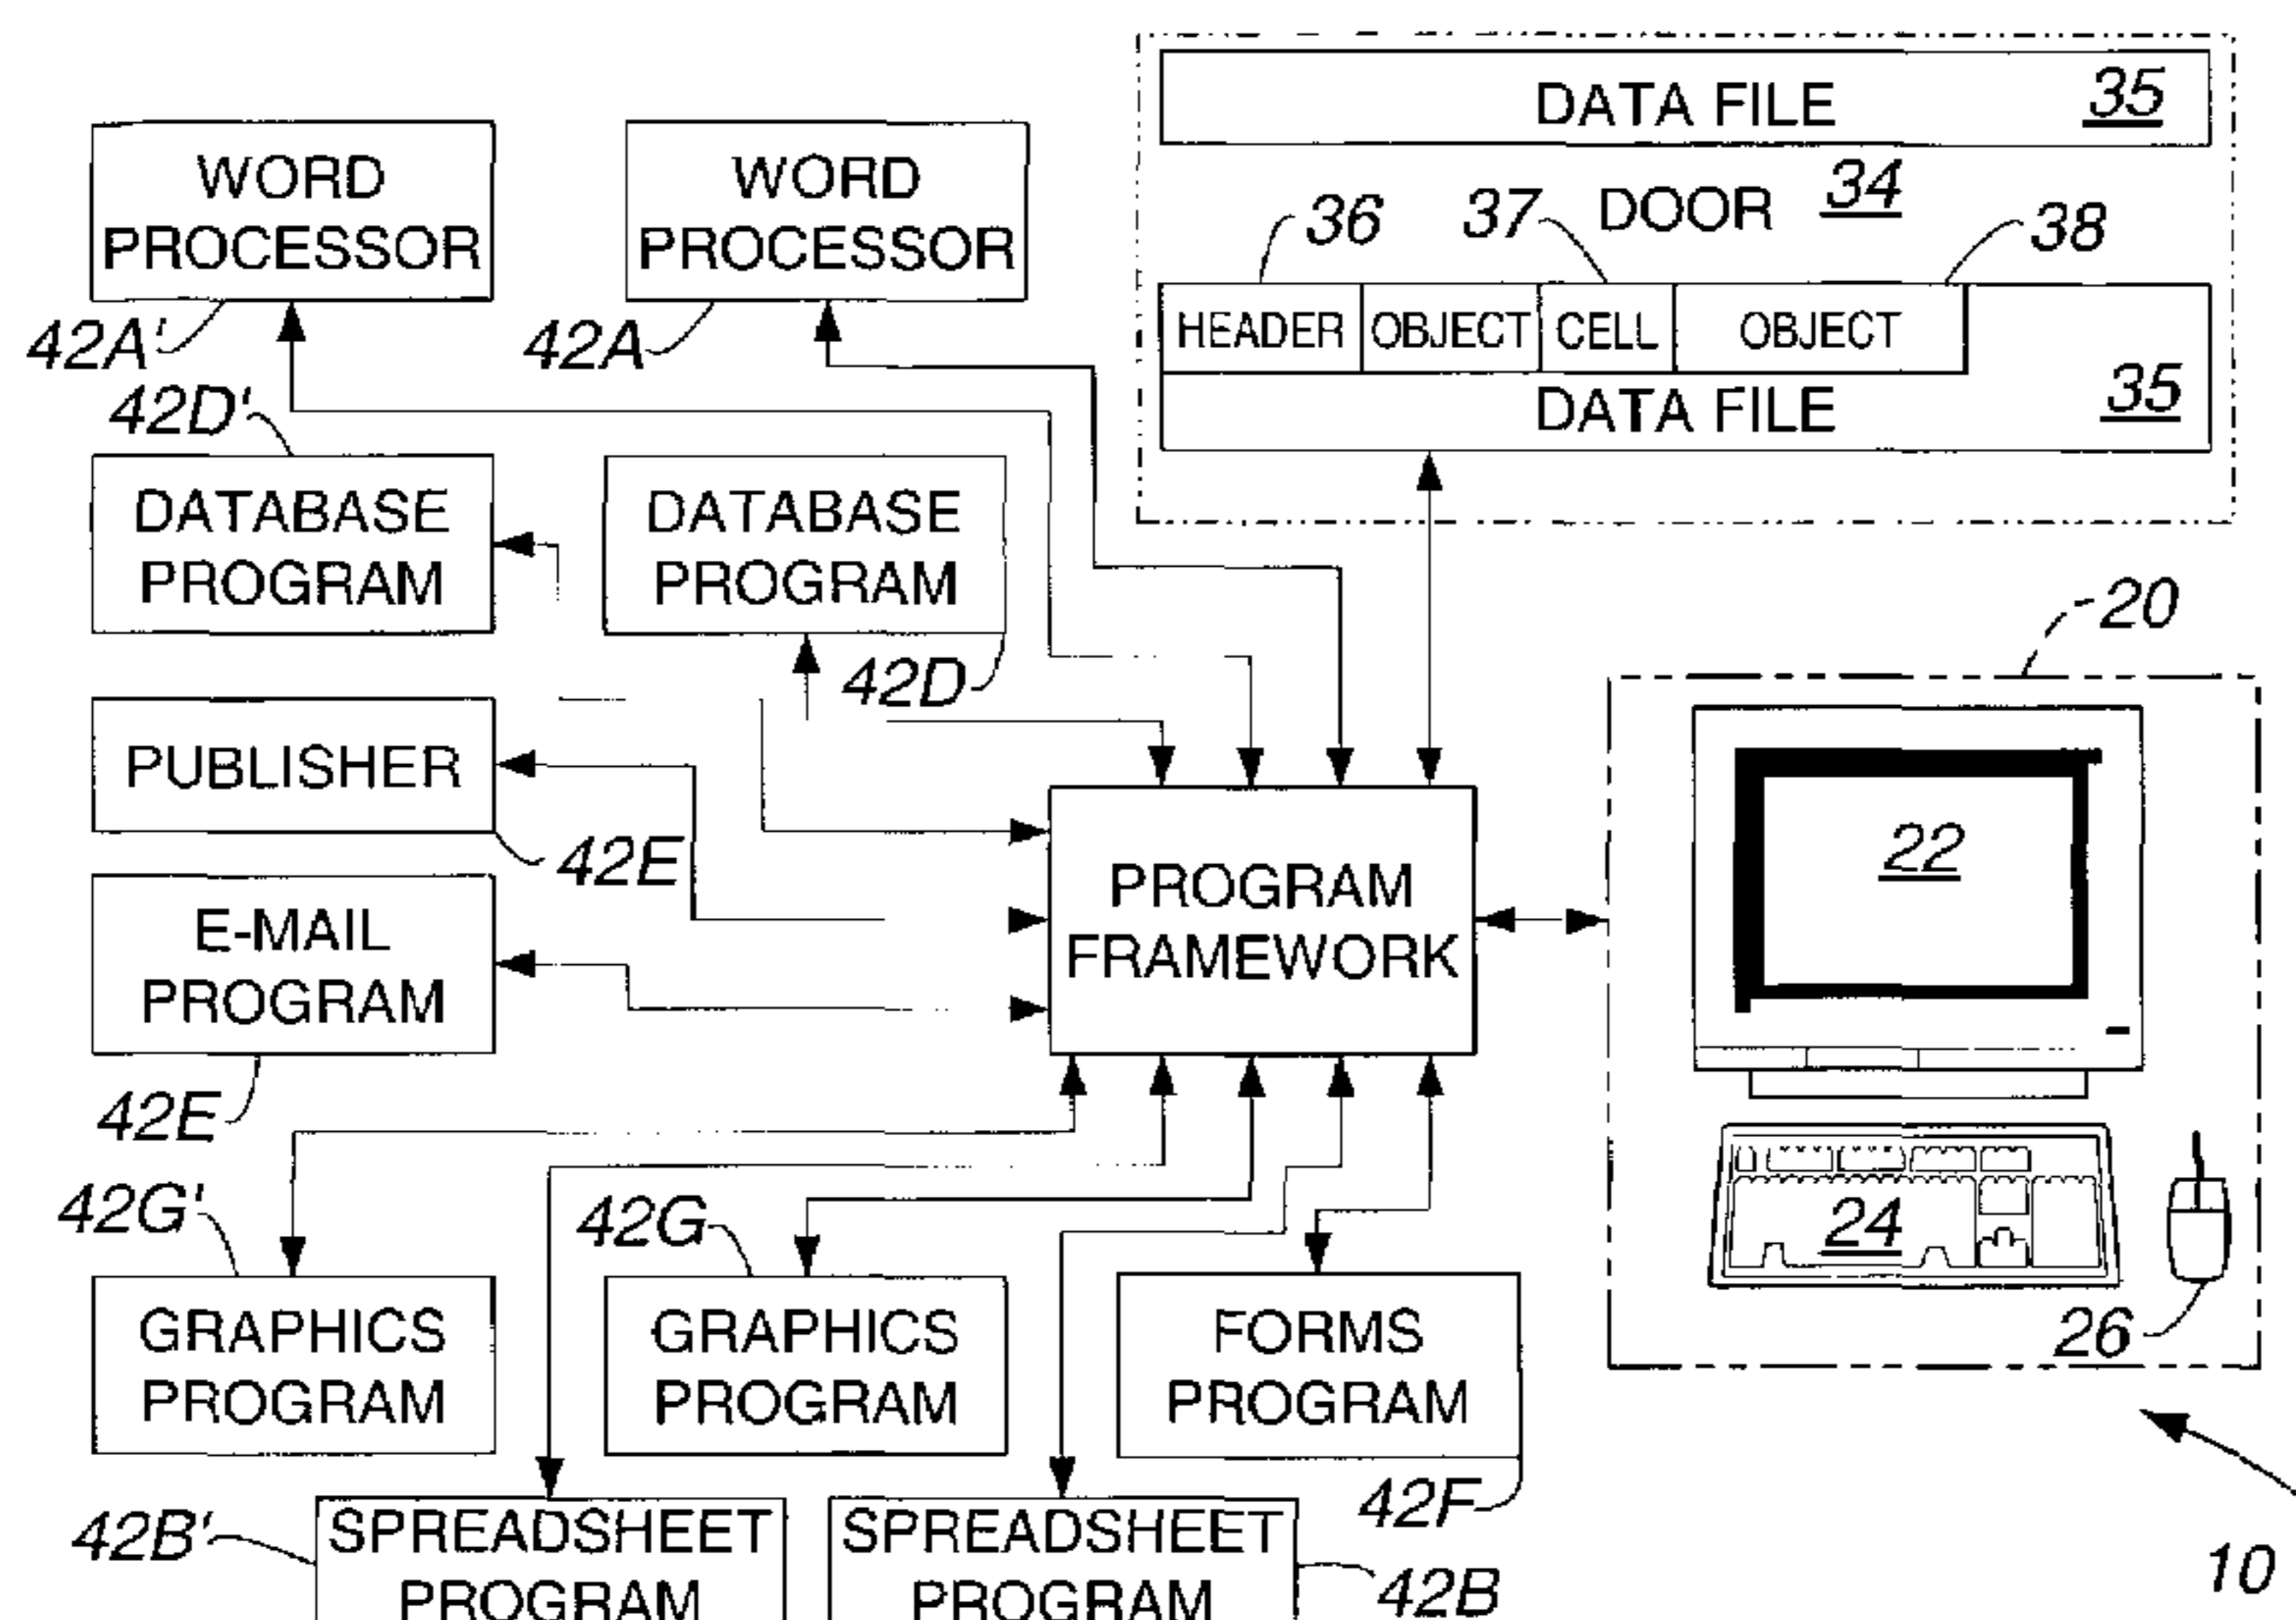 DATA FILE 35
WORD
PROCESSOR
42A'
WORD
PROCESSOR
42A
DOOR 34
36
37
38
HEADER OBJECT CELL OBJECT
DATA FILE 35
42D'
DATABASE
PROGRAM
DATABASE
PROGRAM
42D
20
PUBLISHER
42E
22
PROGRAM
FRAMEWORK
E-MAIL
PROGRAM
42E
24
26
42G'
42G
GRAPHICS
PROGRAM
GRAPHICS
PROGRAM
FORMS
PROGRAM
42F
42B'
SPREADSHEET
PROGRAM
SPREADSHEET
PROGRAM
42B
10